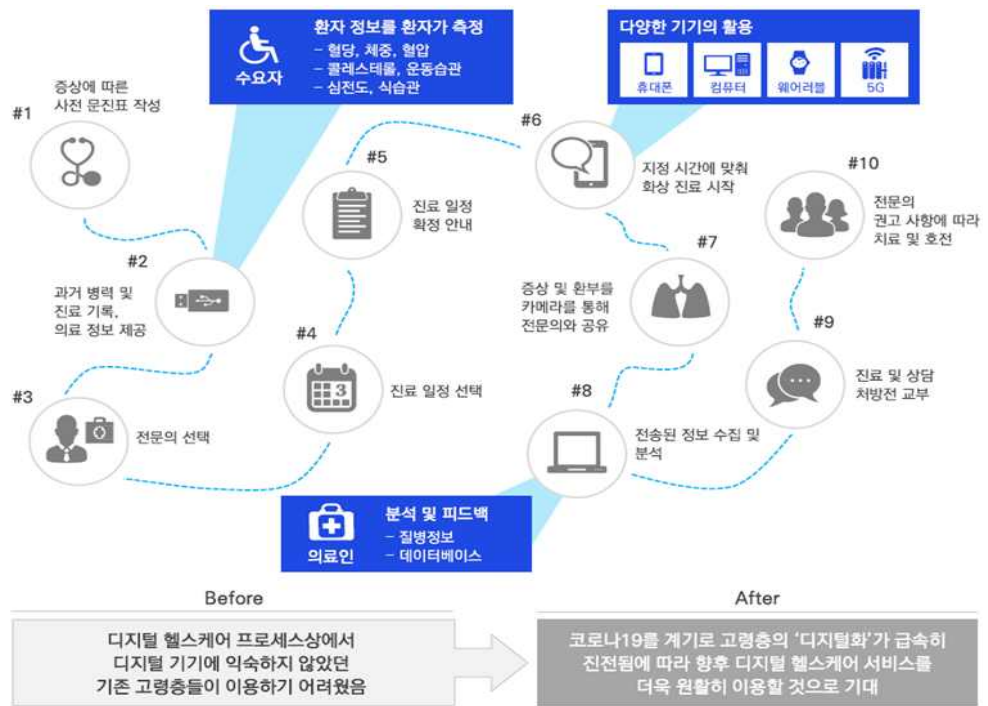 환자 정보를 환자가 측정
- 혈당, 체중, 혈압
- 콜레스테롤, 운동습관
- 심전도, 식습관
수요자
다양한 기기의 활용
휴대폰
컴퓨터
웨어러블
5G
#1
증상에 따른
사전 문진표 작성
#2
과거 병력 및
진료 기록,
의료 정보 제공
#3
전문의 선택
#4
3
진료 일정 선택
#5
진료 일정
확정 안내
#6
지정 시간에 맞춰
화상 진료 시작
#7
증상 및 환부를
카메라를 통해
전문의와 공유
#8
전송된 정보 수집 및
분석
#9
진료 및 상담
처방전 교부
#10
전문의
권고 사항에 따라
치료 및 호전
분석 및 피드백
- 질병정보
- 데이터베이스
의료인
Before
디지털 헬스케어 프로세스상에서
디지털 기기에 익숙하지 않았던
기존 고령층들이 이용하기 어려웠음
After
코로나19를 계기로 고령층의 '디지털화'가 급속히
진전됨에 따라 향후 디지털 헬스케어 서비스를
더욱 원활히 이용할 것으로 기대